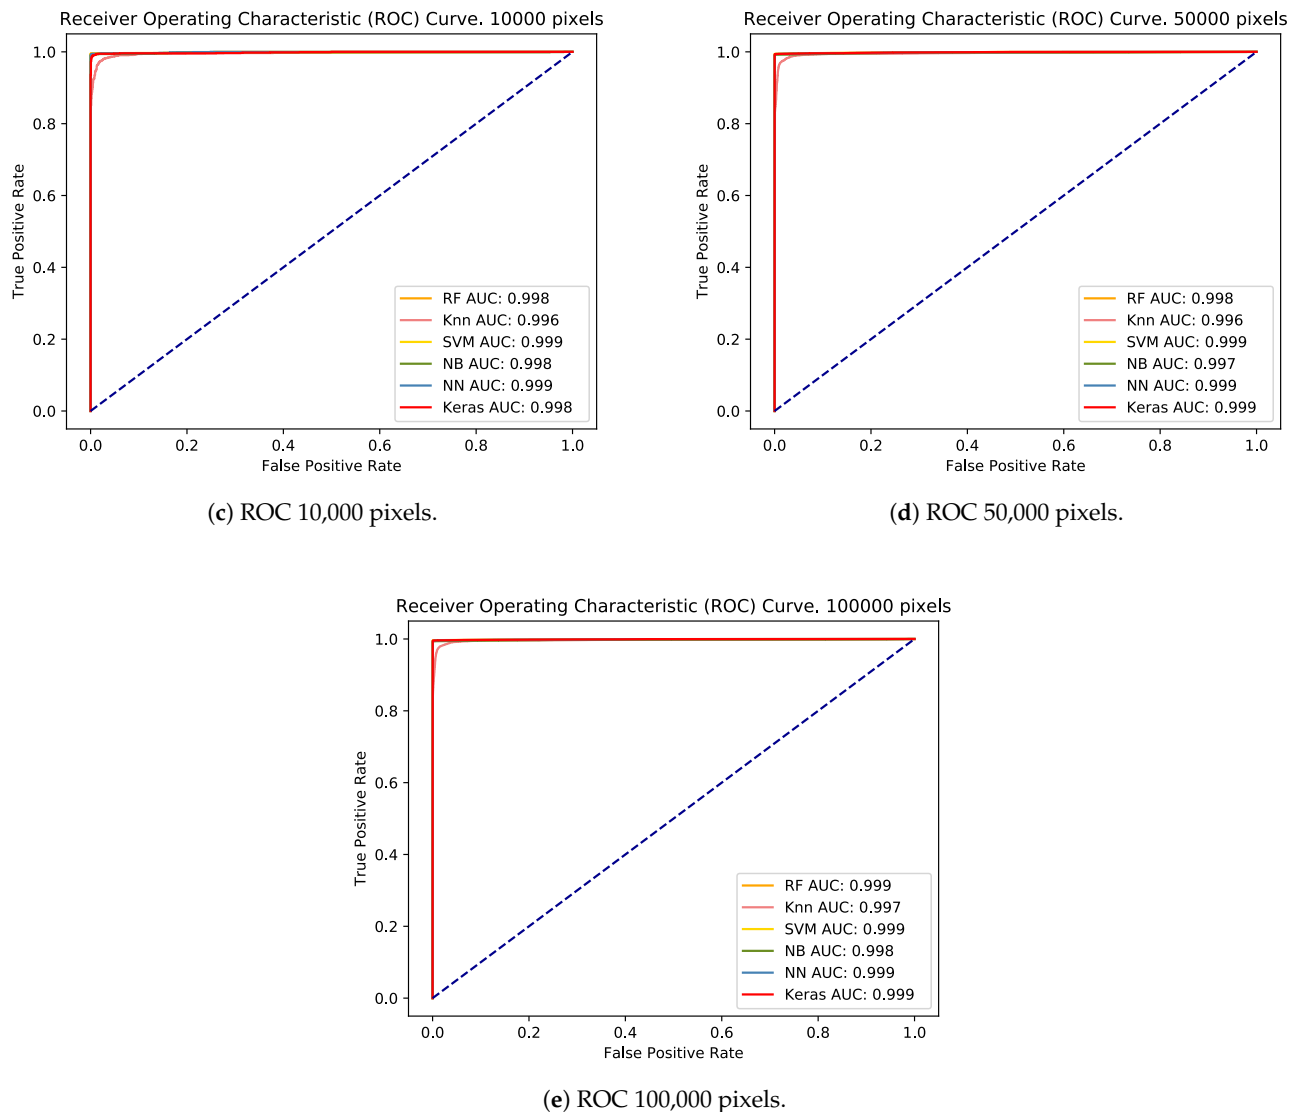 Receiver Operating Characteristic (ROC) Curve. 10000 pixels
1.0
0.8
0.6
0.4
0.2
0.0
True Positive Rate
RF AUC: 0.998
Knn AUC: 0.996
SVM AUC: 0.999
NB AUC: 0.998
NN AUC: 0.999
Keras AUC: 0.998
0.0 0.2 0.4 0.6 0.8 1.0
False Positive Rate
(c) ROC 10,000 pixels.
Receiver Operating Characteristic (ROC) Curve. 50000 pixels
1.0
0.8
0.6
0.4
0.2
0.0
True Positive Rate
RF AUC: 0.998
Knn AUC: 0.996
SVM AUC: 0.999
NB AUC: 0.997
NN AUC: 0.999
Keras AUC: 0.999
0.0 0.2 0.4 0.6 0.8 1.0
False Positive Rate
(d) ROC 50,000 pixels.
Receiver Operating Characteristic (ROC) Curve. 100000 pixels
1.0
0.8
0.6
0.4
0.2
0.0
True Positive Rate
RF AUC: 0.999
Knn AUC: 0.997
SVM AUC: 0.999
NB AUC: 0.998
NN AUC: 0.999
Keras AUC: 0.999
0.0 0.2 0.4 0.6 0.8 1.0
False Positive Rate
(e) ROC 100,000 pixels.